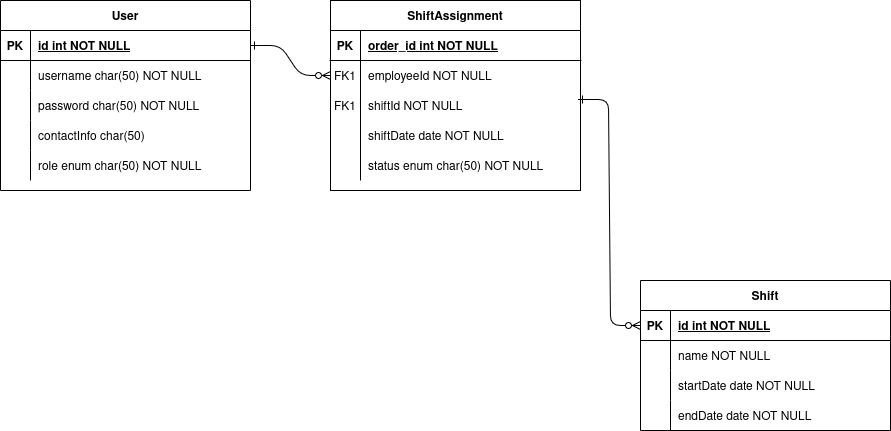 User
PK id int NOT NULL
username char(50) NOT NULL
password char(50) NOT NULL
contactInfo char(50)
role enum char(50) NOT NULL
ShiftAssignment
PK order_id int NOT NULL
FK1 employeeId NOT NULL
FK1 shiftId NOT NULL
shiftDate date NOT NULL
status enum char(50) NOT NULL
Shift
PK id int NOT NULL
name NOT NULL
startDate date NOT NULL
endDate date NOT NULL